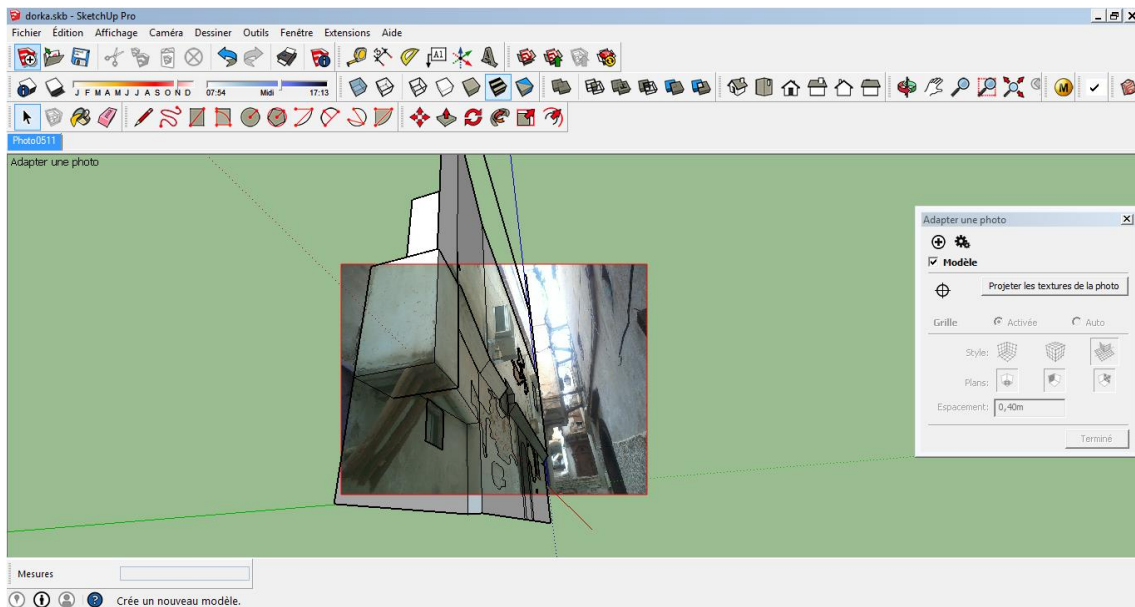 dorka.skb - SketchUp Pro
Fichier Édition Affichage Caméra Dessiner Outils Fenêtre Extensions Aide
A1
J F M A M J J A S O N D 07:54 Midi 17:13 M
Photo0511
Adapter une photo
Adapter une photo
Modèle
Projeter les textures de la photo
Grille Activée Auto
Style:
Plans:
Espacement: 0,40m
Terminé
Mesures
Crée un nouveau modèle.